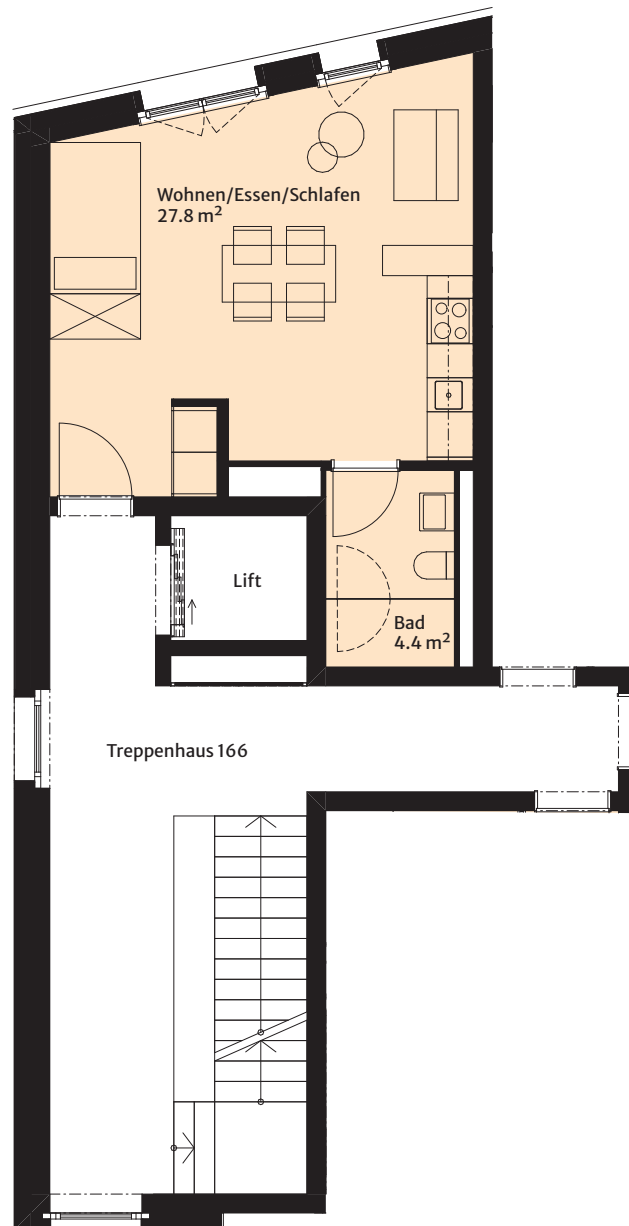 Wohnen/Essen/Schlafen
27.8 m²
Lift
Bad
4.4 m²
Treppenhaus 166